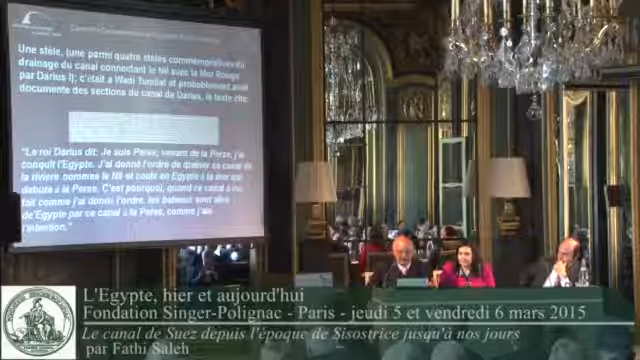 Une stèle, (une parmi quatre stèles commémoratives du
drainage du canal connectant le Nil avec la Mer Rouge
par Darius I); c'était à Wadi Tumilat et probablement avait
documenté des sections du canal de Darius, le texte cite:
"Le roi Darius dit: Je suis Perse; venant de la Perse, j'ai
conquit l'Egypte. J'ai donné l'ordre de drainer ce canal de
la rivière nommée le Nil et coule en Egypte à la mer qui
débute à la Perse. C'est pourquoi, quand ce canal a été
fait comme j'ai donné l'ordre, les bateaux sont allés
de'Egypte par ce canal à la Perse, comme j'ais
l'intention."
L'Egypte, hier et aujourd'hui
Fondation Singer-Polignac - Paris - jeudi 5 et vendredi 6 mars 2015
Le canal de Suez depuis l'époque de Sisostrice jusqu'à nos jours
par Fathi Saleh